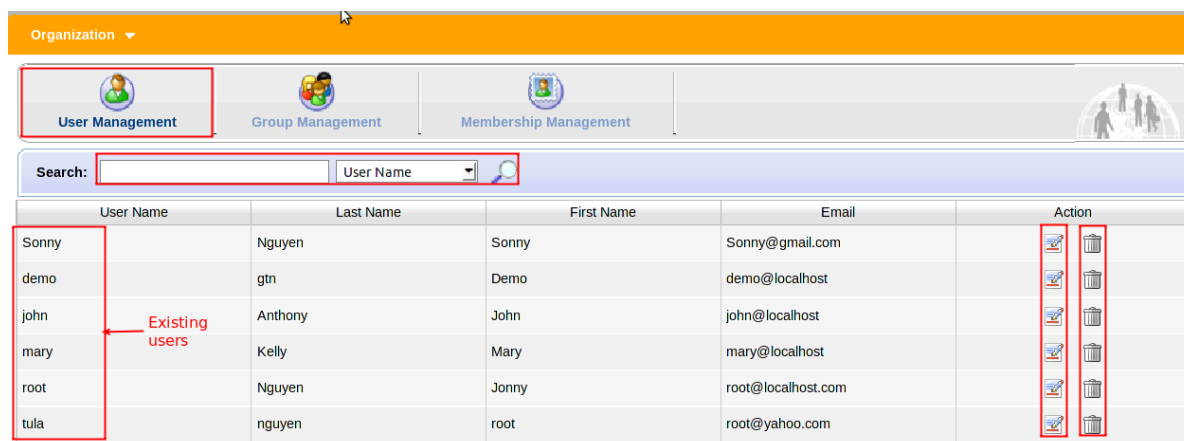 Organization
User Management Group Management Membership Management
Search: User Name
User Name Last Name First Name Email Action
Sonny Nguyen Sonny Sonny@gmail.com
demo gtn Demo demo@localhost
john Anthony John john@localhost
Existing
users
mary Kelly Mary mary@localhost
root Nguyen Jonny root@localhost.com
tula nguyen root root@yahoo.com